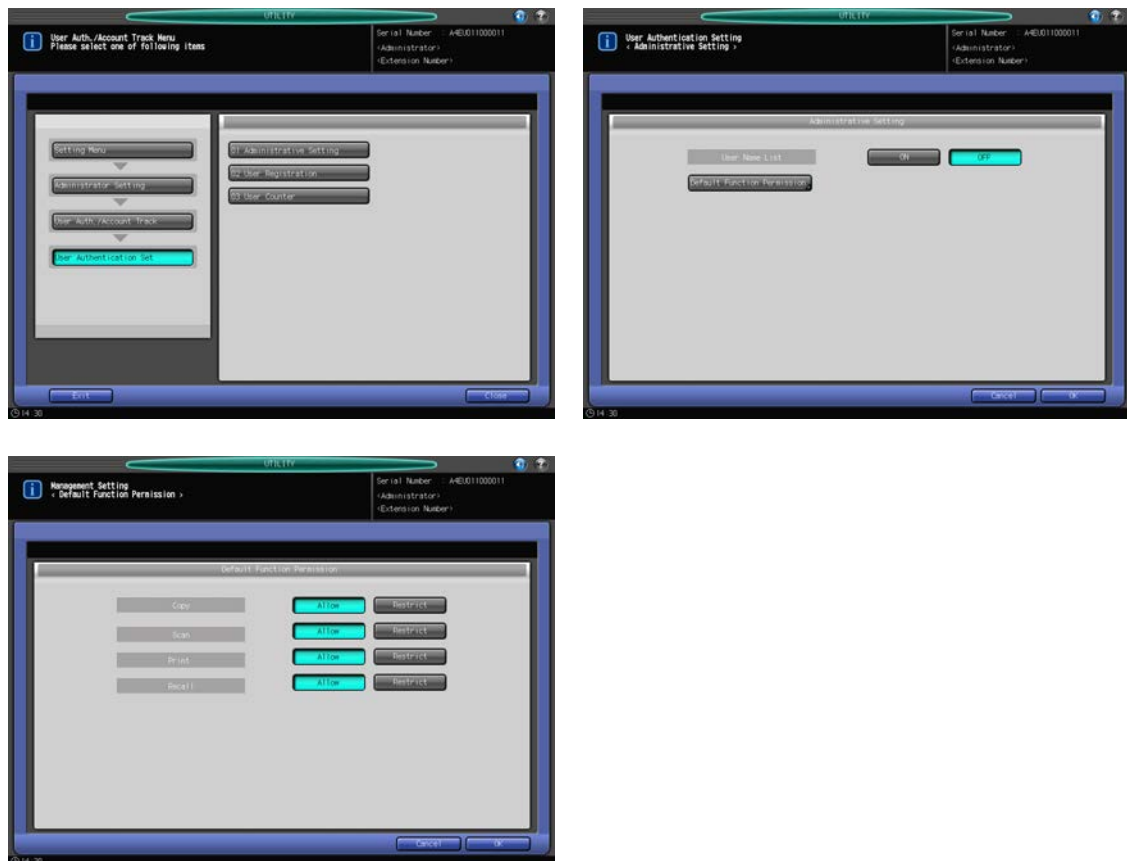 UTILITY
User Auth./Account Track Menu
Please select one of following items
Serial Number : A4EU011000011
<Administrator>
<Extension Number>
Setting Menu
Administrator Setting
User Auth./Account Track
User Authentication Set
01 Administrative Setting
02 User Registration
03 User Counter
Exit
Close
14:30
UTILITY
User Authentication Setting
< Administrative Setting >
Serial Number : A4EU011000011
<Administrator>
<Extension Number>
Administrative Setting
User Name List
ON
OFF
Default Function Permission
Cancel
OK
14:30
UTILITY
Management Setting
< Default Function Permission >
Serial Number : A4EU011000011
<Administrator>
<Extension Number>
Default Function Permission
Copy Allow Restrict
Scan Allow Restrict
Print Allow Restrict
Recall Allow Restrict
Cancel
OK
14:30